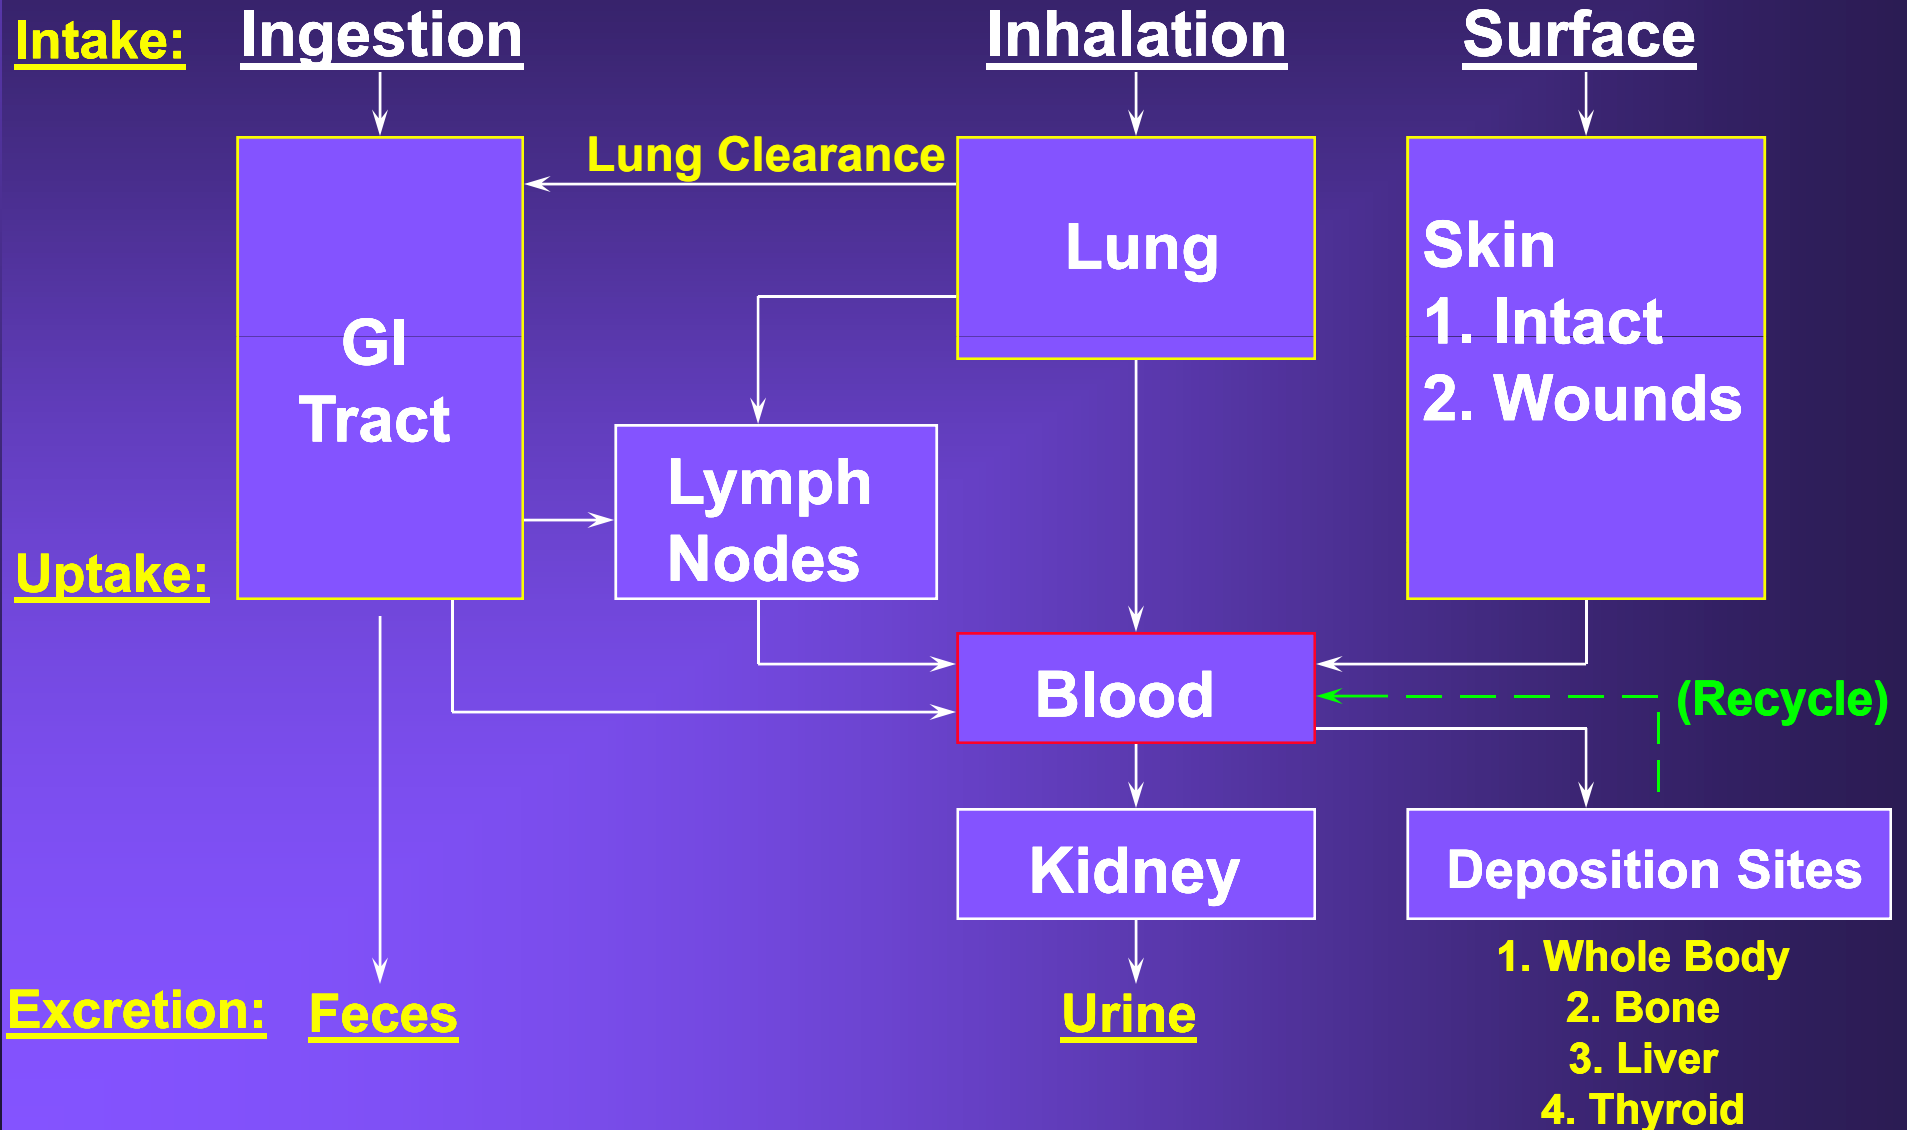 Intake:
Ingestion
Inhalation
Surface
Lung Clearance
Lung
Skin
1. Intact
2. Wounds
GI
Tract
Lymph
Nodes
Uptake:
Blood
(Recycle)
Kidney
Deposition Sites
1. Whole Body
2. Bone
3. Liver
4. Thyroid
Excretion:
Feces
Urine